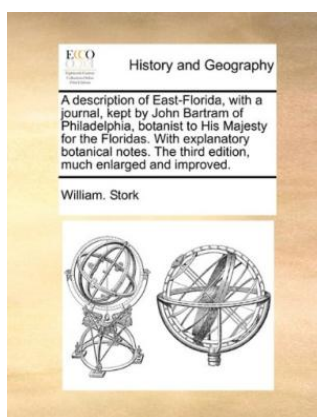 ECCO
History and Geography
A description of East-Florida, with a
journal, kept by John Bartram of
Philadelphia, botanist to His Majesty
for the Floridas. With explanatory
botanical notes. The third edition,
much enlarged and improved.
William. Stork